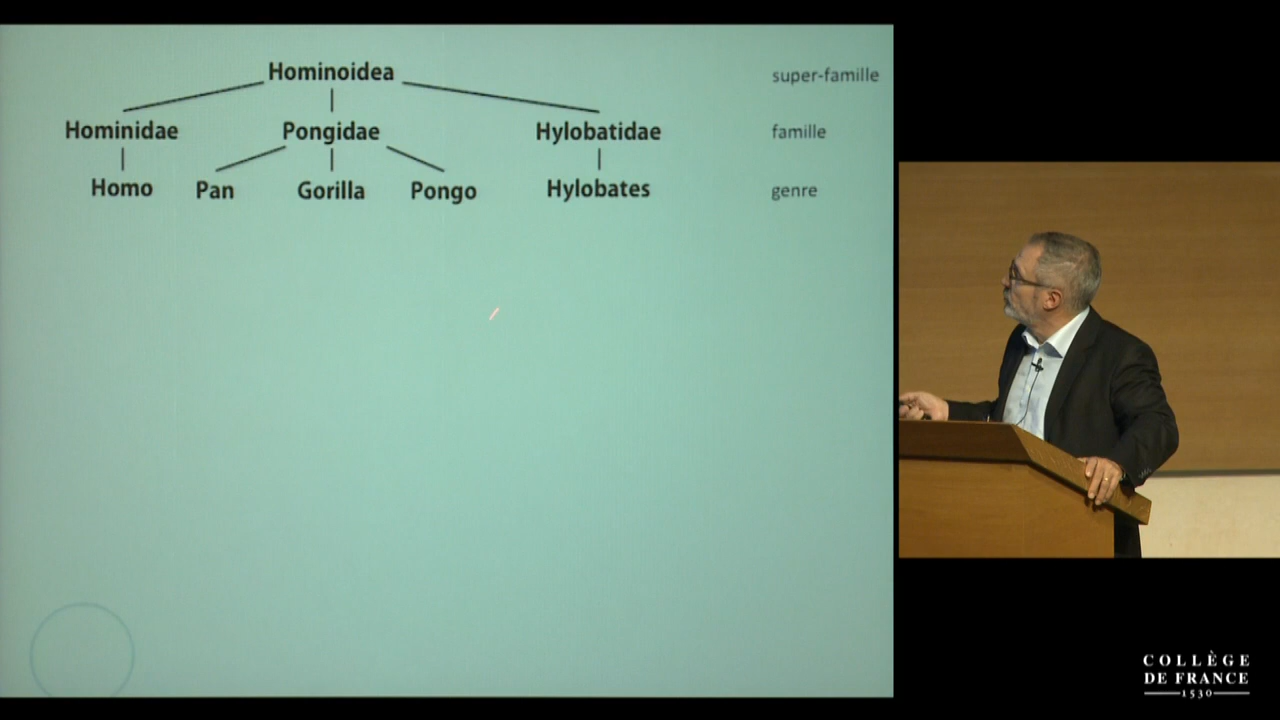 Hominoidea super-famille
Hominidae Pongidae Hylobatidae famille
Homo Pan Gorilla Pongo Hylobates genre
COLLÈGE
DE FRANCE
1530